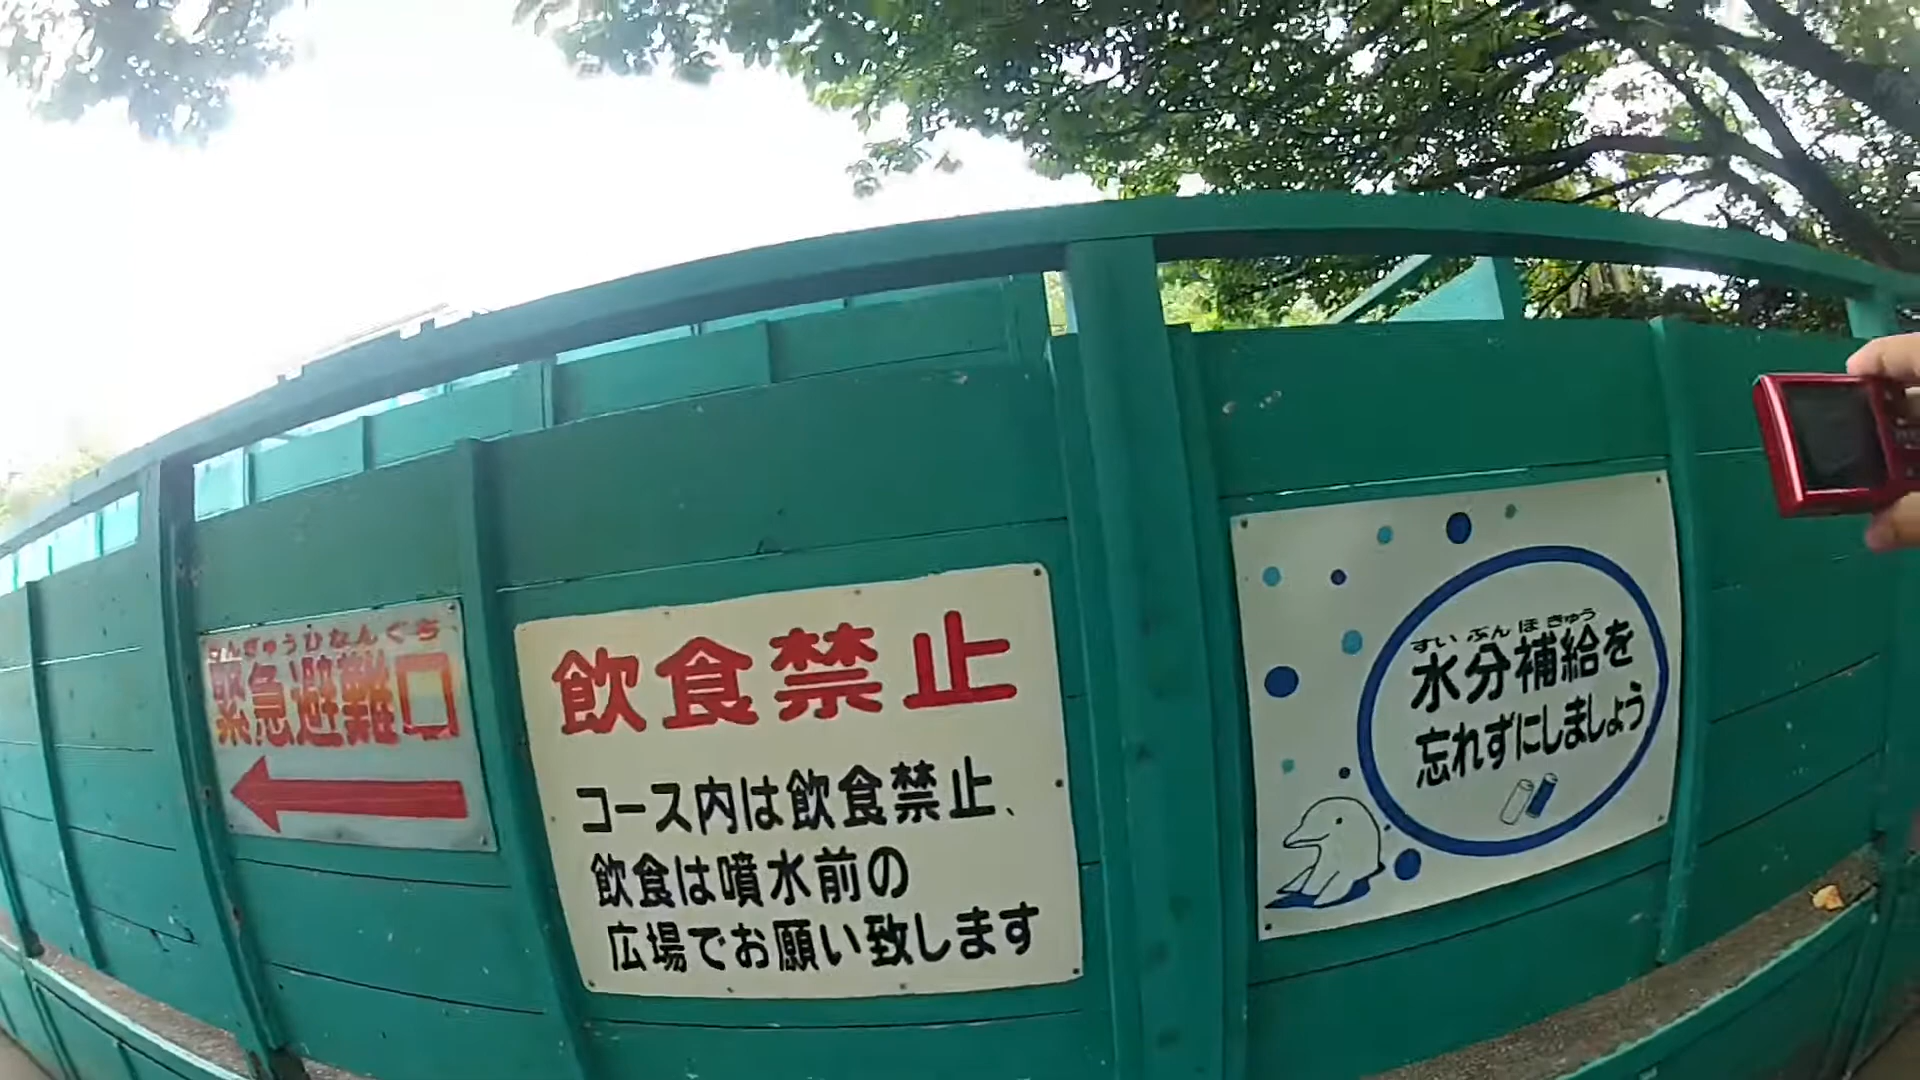 きんきゅうひなんぐち
緊急避難口
飲食禁止
コース内は飲食禁止、
飲食は噴水前の
広場でお願い致します
すいぶんほきゅう
水分補給を
忘れずにしましょう